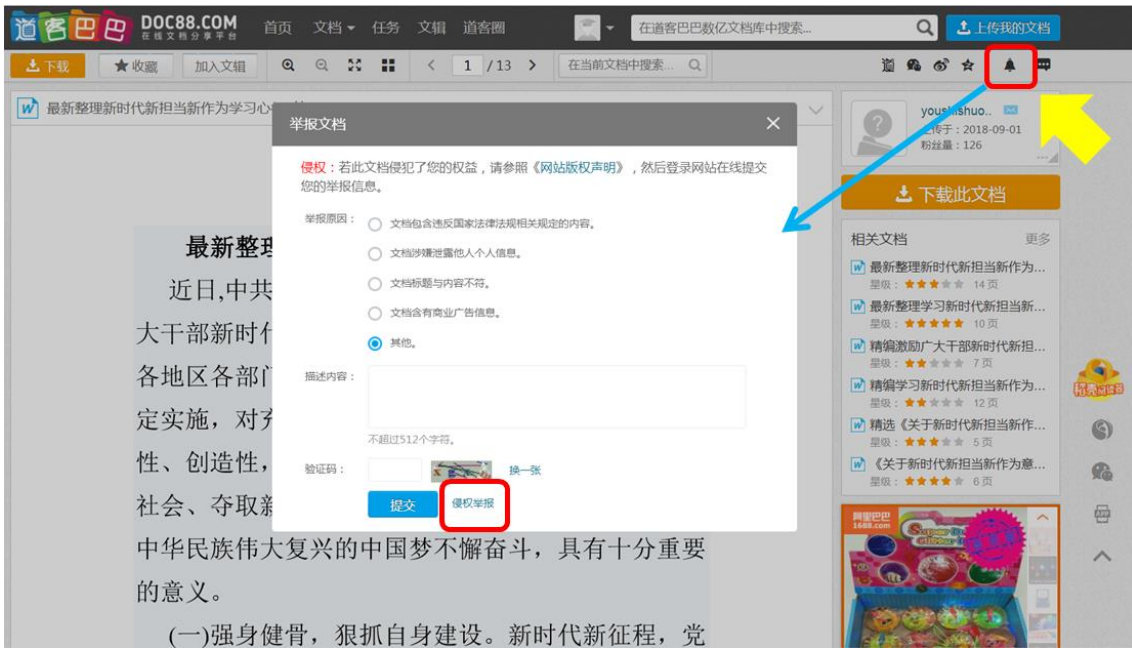 道客巴巴 DOC88.COM 首页 文档 任务 文辑 道客圈 在道客巴巴数亿文档库中搜索... 上传我的文档
在线文档分享平台
下载 收藏 加入文辑 1 / 13 在当前文档中搜索... 道
最新整理新时代新担当新作为学习心
举报文档
侵权：若此文档侵犯了您的权益，请参照《网站版权声明》，然后登录网站在线提交
您的举报信息。
举报原因： 文档包含违反国家法律法规相关规定的内容。
文档涉嫌泄露他人个人信息。
文档标题与内容不符。
文档含有商业广告信息。
其他。
描述内容：
不超过512个字符。
验证码： 换一张
提交 侵权举报
最新整理
近日,中共
大干部新时代
各地区各部门
定实施，对充
性、创造性，
社会、夺取新
中华民族伟大复兴的中国梦不懈奋斗，具有十分重要
的意义。
(一)强身健骨，狠抓自身建设。新时代新征程，党
youshishuo..
上传于：2018-09-01
粉丝量：126
下载此文档
相关文档 更多
最新整理新时代新担当新作为...
星级： 14页
最新整理学习新时代新担当新...
星级： 10页
精编激励广大干部新时代新担...
星级： 7页
精编学习新时代新担当新作为...
星级： 12页
精选《关于新时代新担当新作...
星级： 5页
《关于新时代新担当新作为意...
星级： 6页
阿里巴巴
1688.com
APP